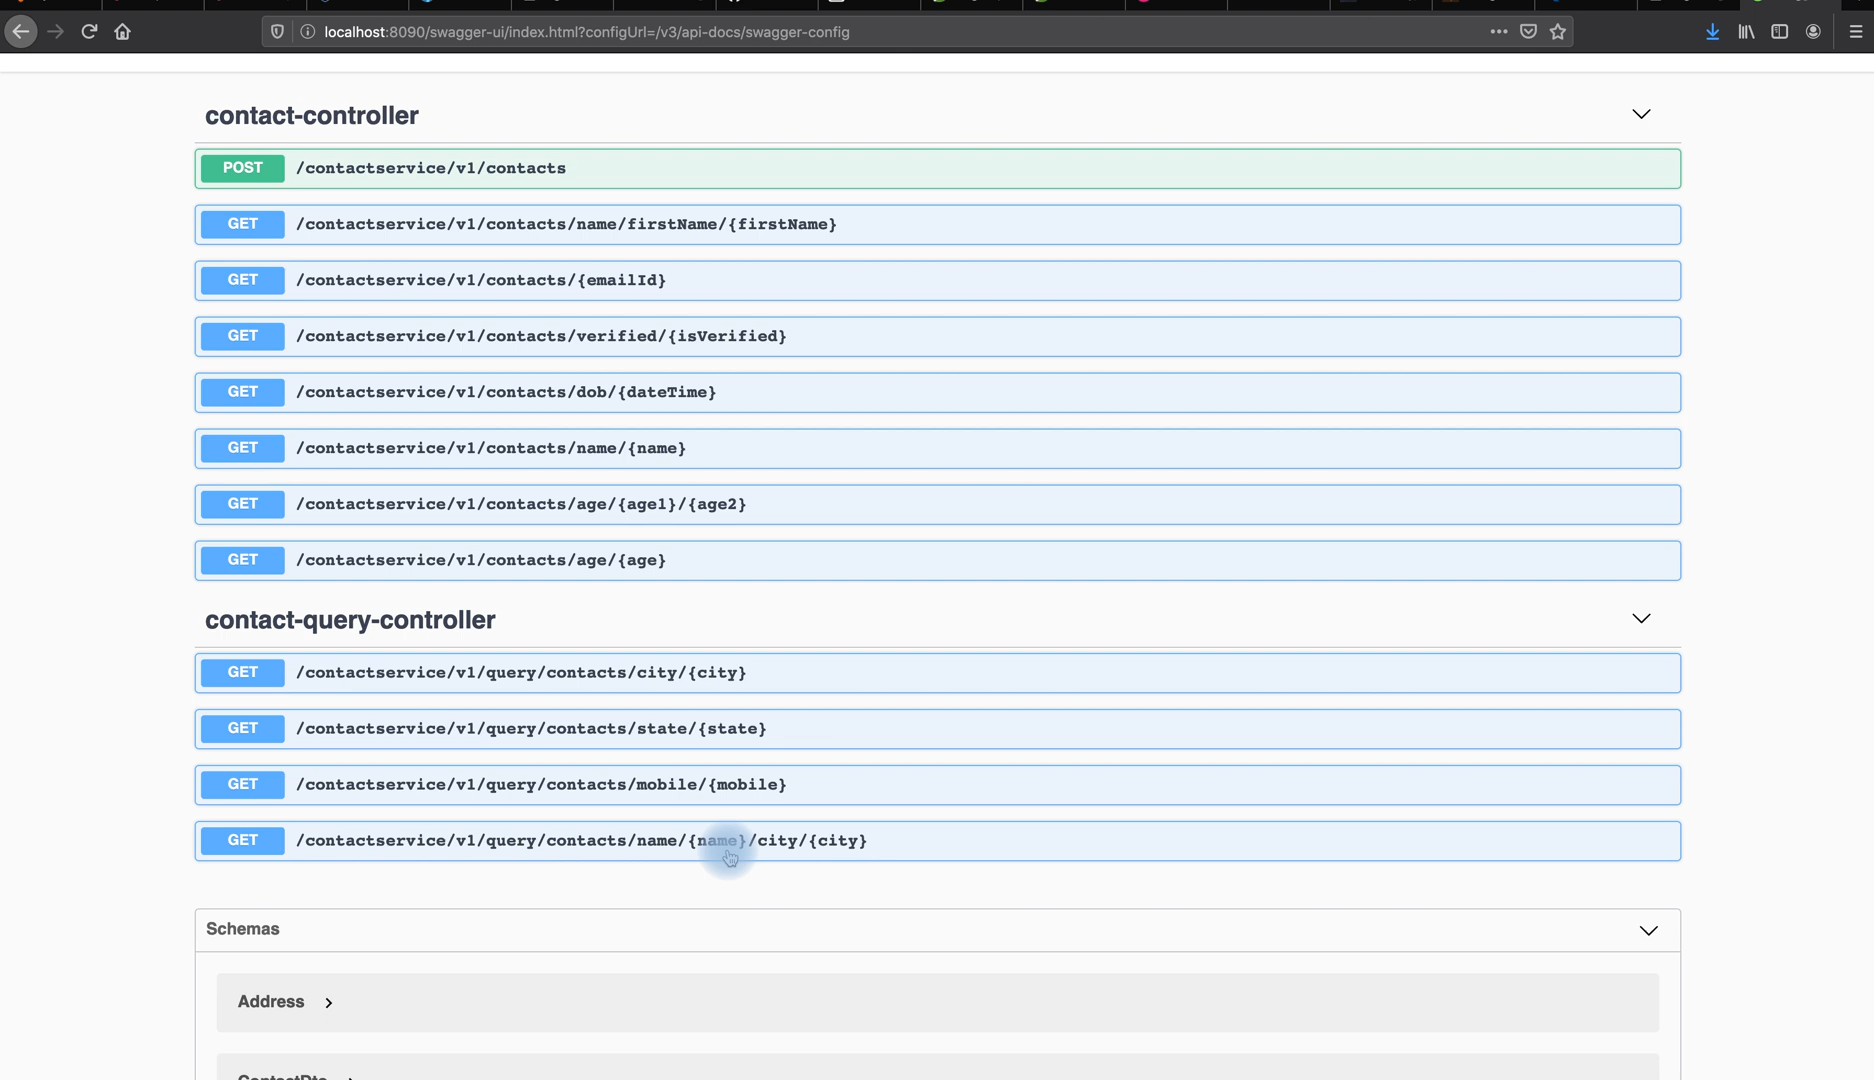 localhost:8090/swagger-ui/index.html?configUrl=/v3/api-docs/swagger-config
contact-controller
POST /contactservice/v1/contacts
GET /contactservice/v1/contacts/name/firstName/{firstName}
GET /contactservice/v1/contacts/{emailId}
GET /contactservice/v1/contacts/verified/{isVerified}
GET /contactservice/v1/contacts/dob/{dateTime}
GET /contactservice/v1/contacts/name/{name}
GET /contactservice/v1/contacts/age/{age1}/{age2}
GET /contactservice/v1/contacts/age/{age}
contact-query-controller
GET /contactservice/v1/query/contacts/city/{city}
GET /contactservice/v1/query/contacts/state/{state}
GET /contactservice/v1/query/contacts/mobile/{mobile}
GET /contactservice/v1/query/contacts/name/{name}/city/{city}
Schemas
Address